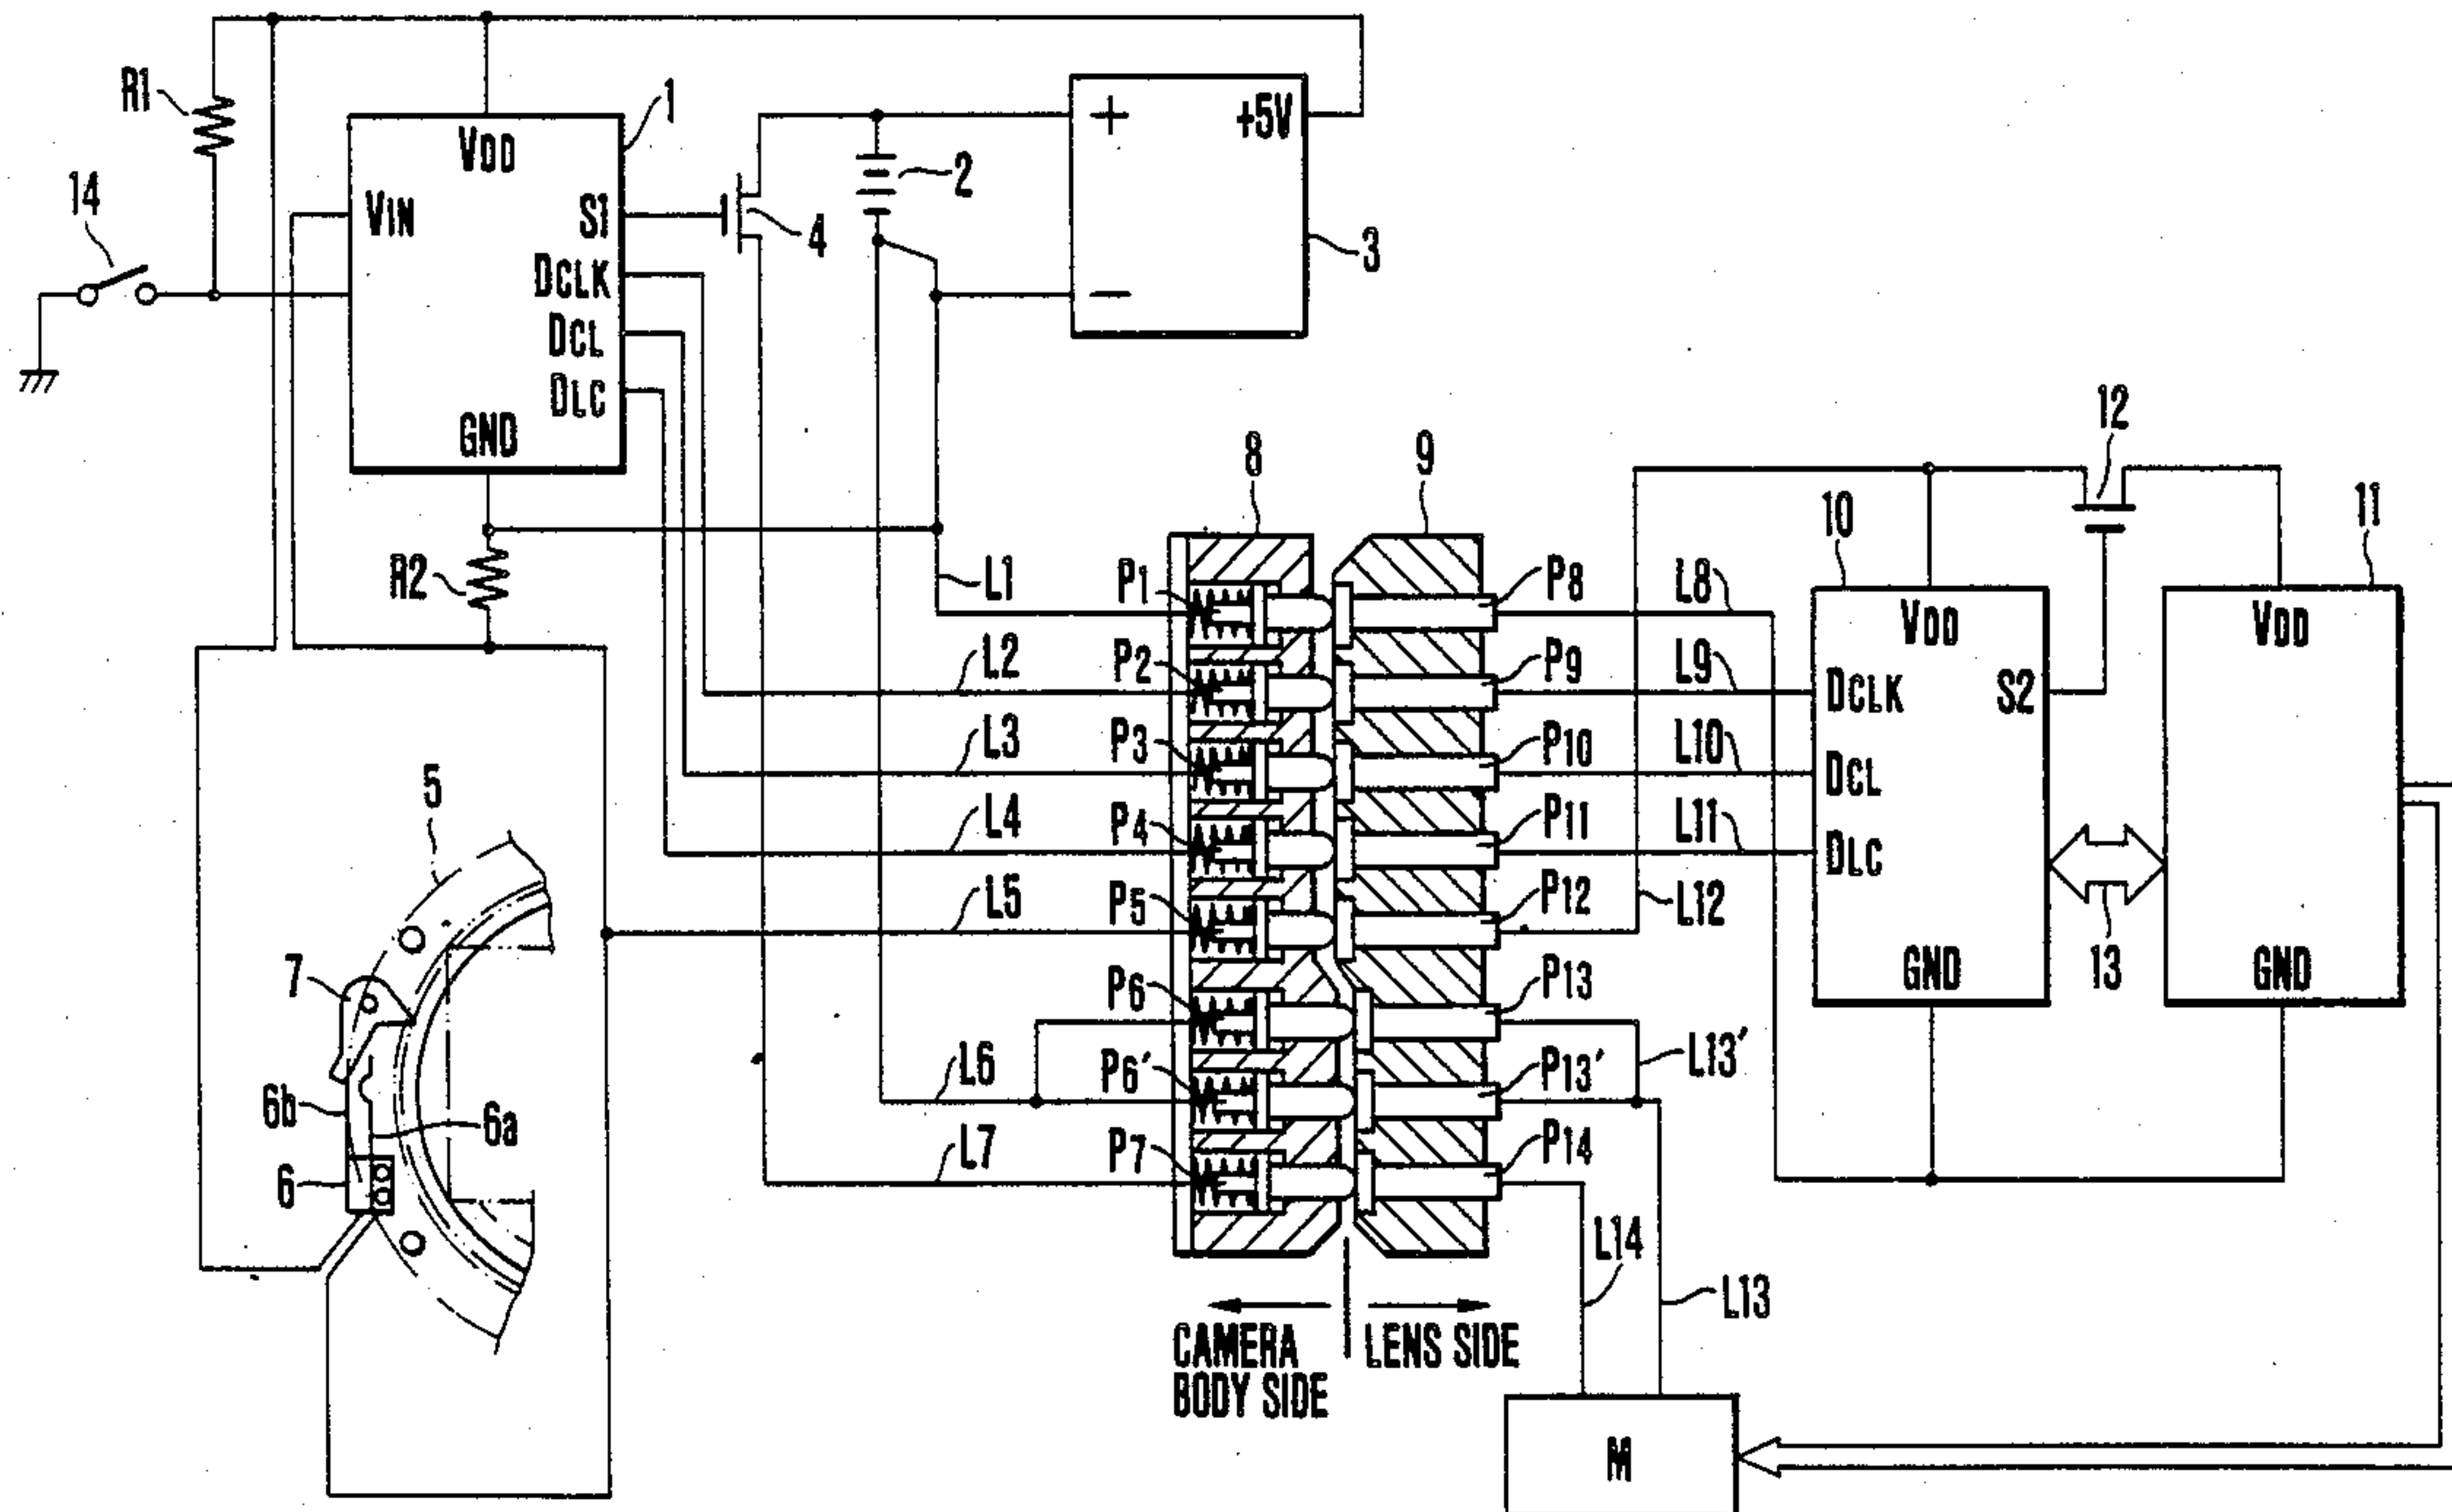 R1
1
VDD
+
+5V
14
VIN
S1
4
2
3
DCLK
DCL
−
DLC
GND
8
9
12
10
11
R2
L1
P1
P8
L8
VDD
VDD
L2
P2
P9
L9
DCLK
S2
L3
P3
P10
L10
DCL
5
L4
P4
P11
L11
DLC
L5
P5
P12
L12
7
P6
P13
GND
13
GND
L6
P6'
P13'
L13'
6b
6a
6
L7
P7
P14
L14
L13
CAMERA
BODY SIDE
LENS SIDE
M